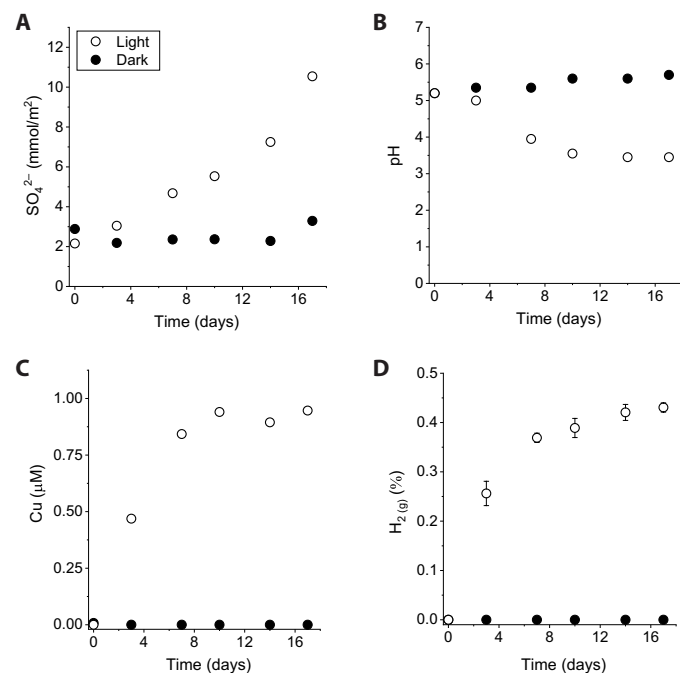 A
Light
Dark
12
10
8
6
4
2
0
SO₄²⁻ (mmol/m²)
0 4 8 12 16
Time (days)
B
7
6
5
4
3
2
1
0
pH
0 4 8 12 16
Time (days)
C
1.00
0.75
0.50
0.25
0.00
Cu (μM)
0 4 8 12 16
Time (days)
D
0.5
0.4
0.3
0.2
0.1
0.0
H₂ ₍g₎ (%)
0 4 8 12 16
Time (days)